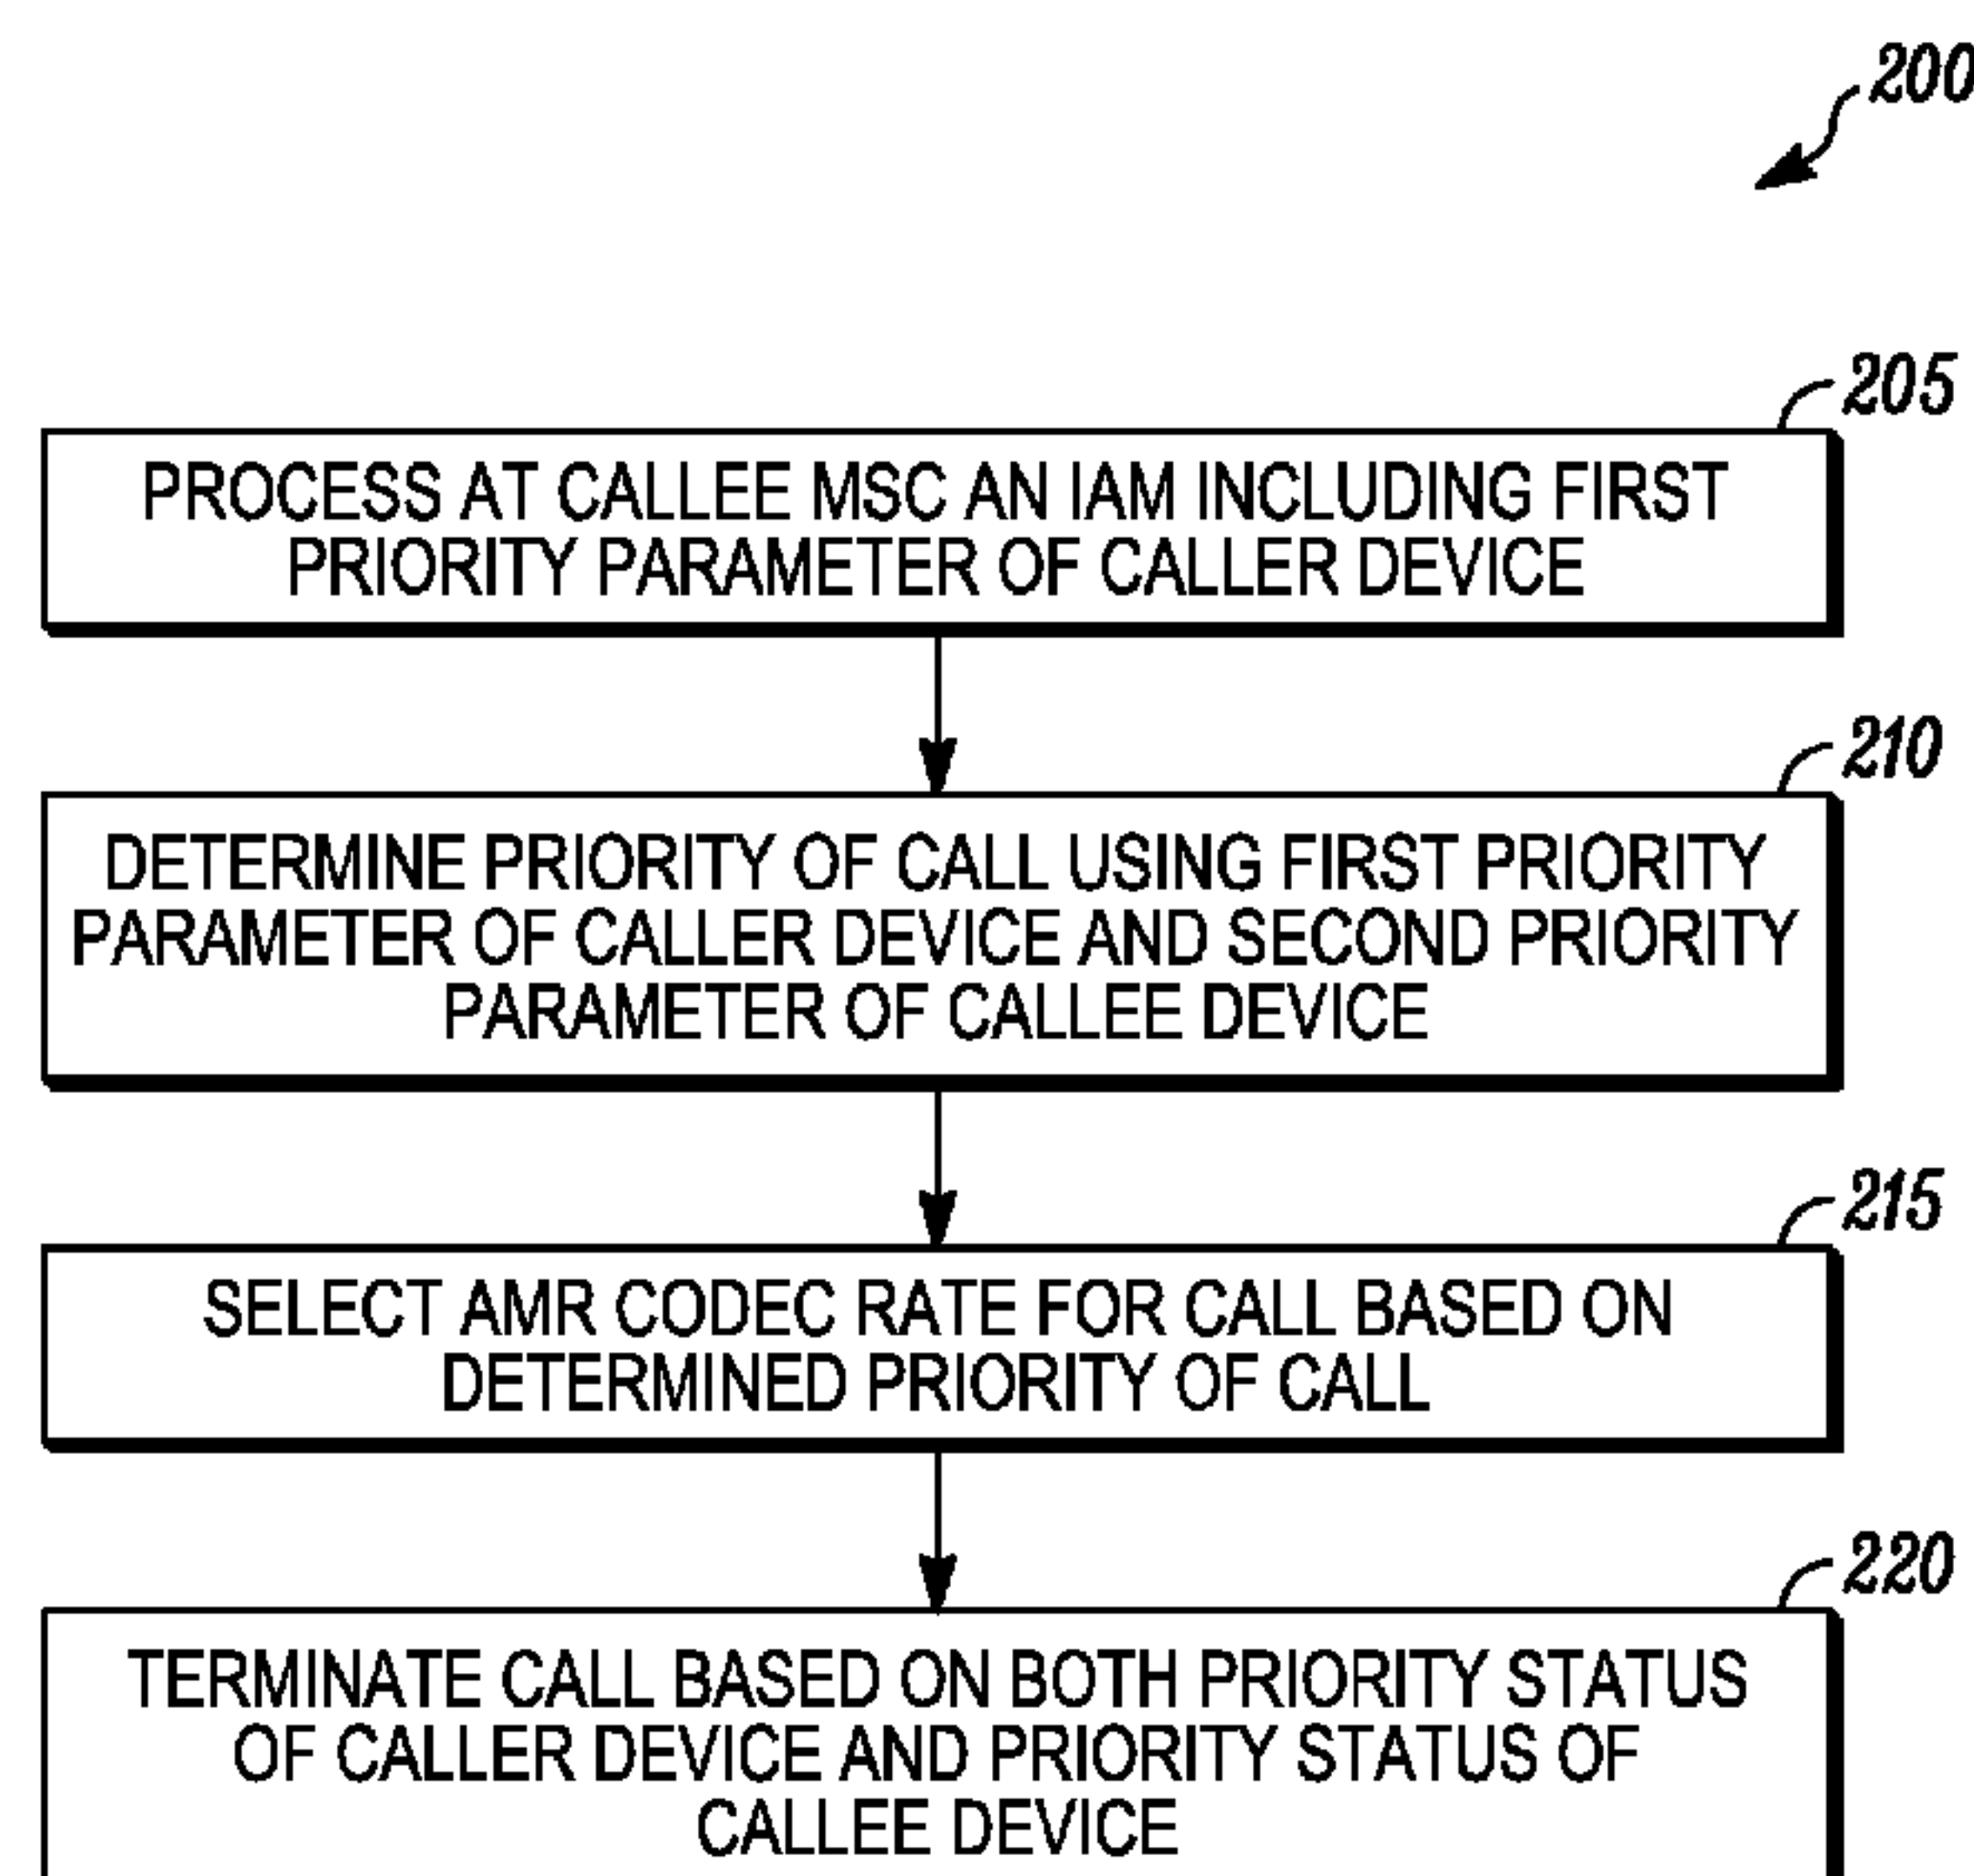 200
205
PROCESS AT CALLEE MSC AN IAM INCLUDING FIRST
PRIORITY PARAMETER OF CALLER DEVICE
210
DETERMINE PRIORITY OF CALL USING FIRST PRIORITY
PARAMETER OF CALLER DEVICE AND SECOND PRIORITY
PARAMETER OF CALLEE DEVICE
215
SELECT AMR CODEC RATE FOR CALL BASED ON
DETERMINED PRIORITY OF CALL
220
TERMINATE CALL BASED ON BOTH PRIORITY STATUS
OF CALLER DEVICE AND PRIORITY STATUS OF
CALLEE DEVICE